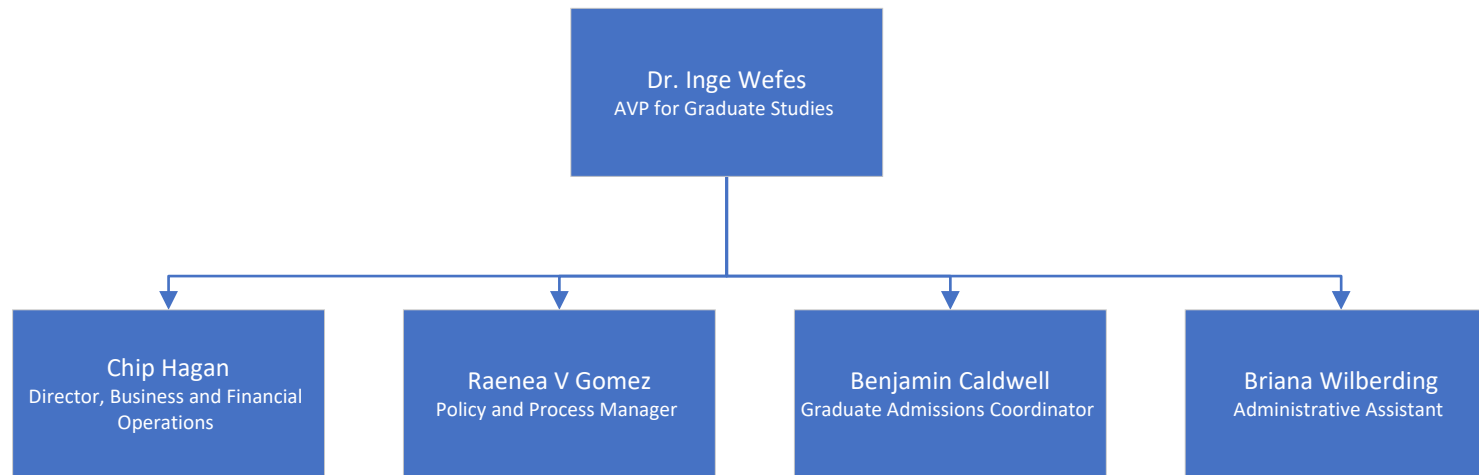 Dr. Inge Wefes
AVP for Graduate Studies
Chip Hagan
Director, Business and Financial
Operations
Raenea V Gomez
Policy and Process Manager
Benjamin Caldwell
Graduate Admissions Coordinator
Briana Wilberding
Administrative Assistant